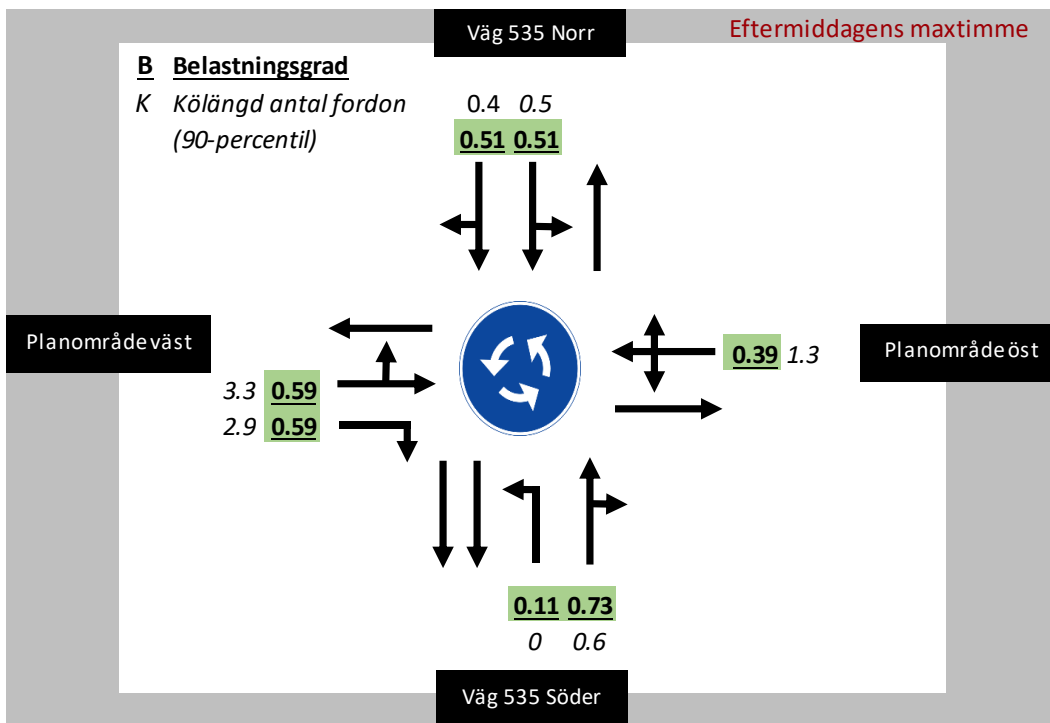 Väg 535 Norr
Eftermiddagens maxtimme
B Belastningsgrad
K Kölängd antal fordon
(90-percentil)
0.4 0.5
0.51 0.51
Planområde väst
3.3 0.59
2.9 0.59
0.39 1.3
Planområde öst
0.11 0.73
0 0.6
Väg 535 Söder